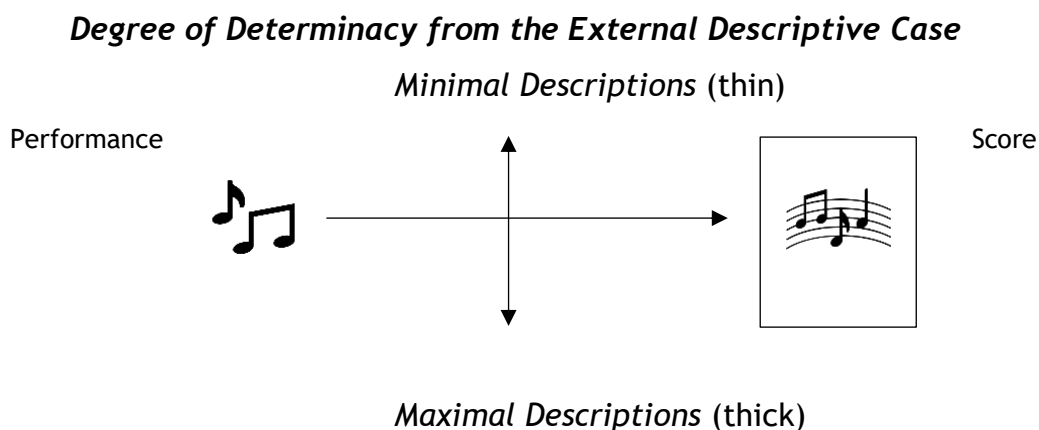 Degree of Determinacy from the External Descriptive Case
Minimal Descriptions (thin)
Performance
Score
Maximal Descriptions (thick)